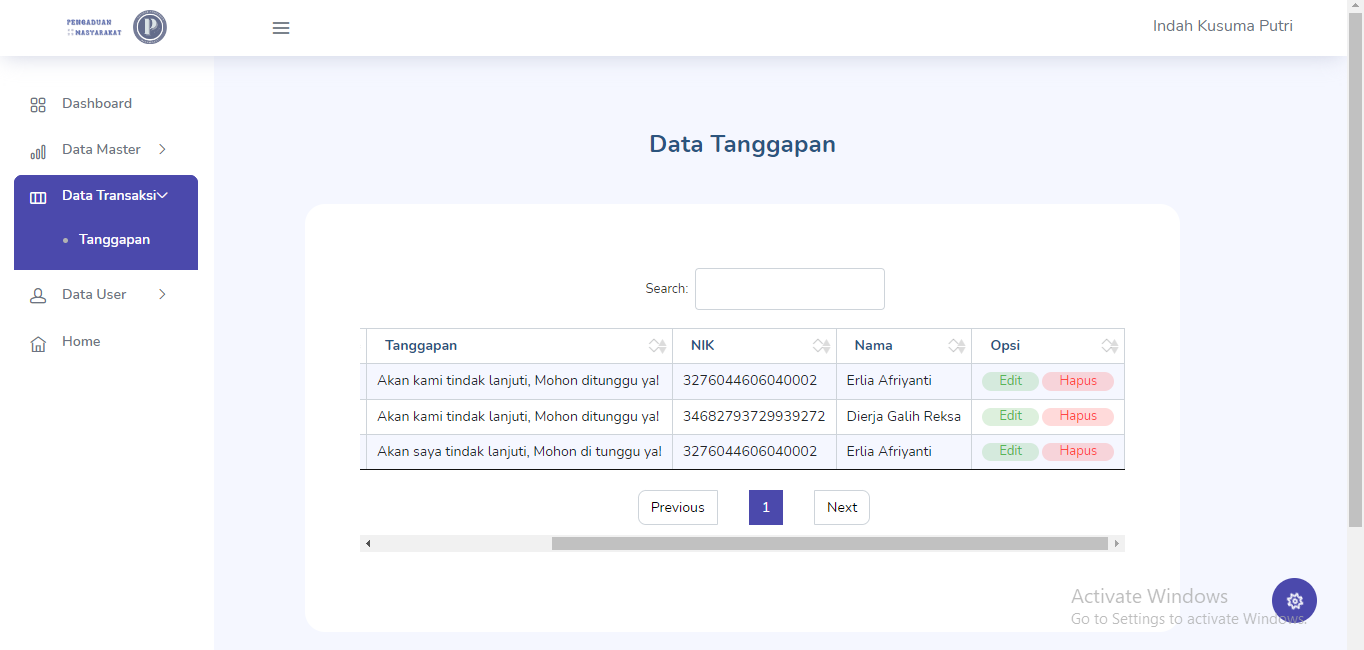 PENGADUAN
MASYARAKAT
P
Indah Kusuma Putri
Dashboard
Data Master
Data Transaksi
Tanggapan
Data User
Home
Data Tanggapan
Search:
Tanggapan NIK Nama Opsi
Akan kami tindak lanjuti, Mohon ditunggu ya! 3276044606040002 Erlia Afriyanti Edit Hapus
Akan kami tindak lanjuti, Mohon ditunggu ya! 34682793729939272 Dierja Galih Reksa Edit Hapus
Akan saya tindak lanjuti, Mohon di tunggu ya! 3276044606040002 Erlia Afriyanti Edit Hapus
Previous 1 Next
Activate Windows
Go to Settings to activate Windows.